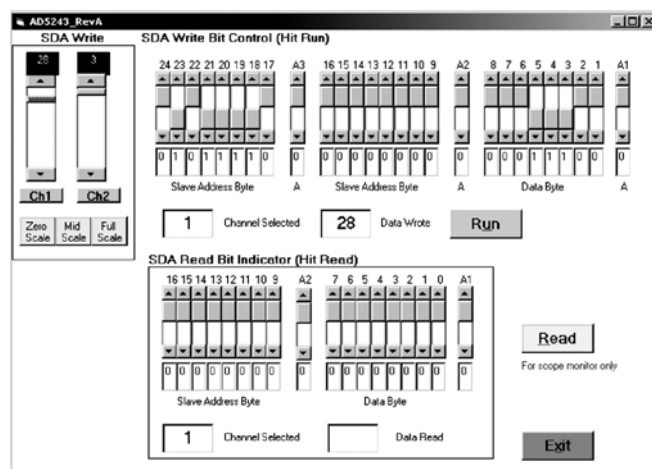 AD5243_RevA
SDA Write
SDA Write Bit Control (Hit Run)
28 3
24 23 22 21 20 19 18 17 A3 16 15 14 13 12 11 10 9 A2 8 7 6 5 4 3 2 1 A1
0 1 0 1 1 1 1 0 0 0 0 0 0 0 0 0 0 0 0 0 0 1 1 1 0 0 0
Slave Address Byte A Slave Address Byte A Data Byte A
Ch1 Ch2
Zero Scale Mid Scale Full Scale
1 Channel Selected 28 Data Wrote Run
SDA Read Bit Indicator (Hit Read)
16 15 14 13 12 11 10 9 A2 7 6 5 4 3 2 1 0 A1
0 0 0 0 0 0 0 0 0 0 0 0 0 0 0 0 0 0
Slave Address Byte Data Byte
Read
For scope monitor only
1 Channel Selected Data Read
Exit